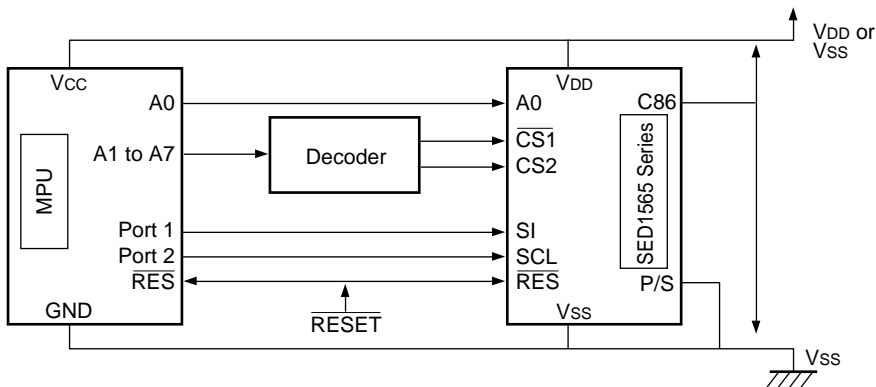 VDD or
VSS
VCC
VDD
A0
A0
C86
A1 to A7
Decoder
CS1
CS2
MPU
SED1565 Series
Port 1
SI
Port 2
SCL
RES
RES
P/S
GND
RESET
VSS
VSS